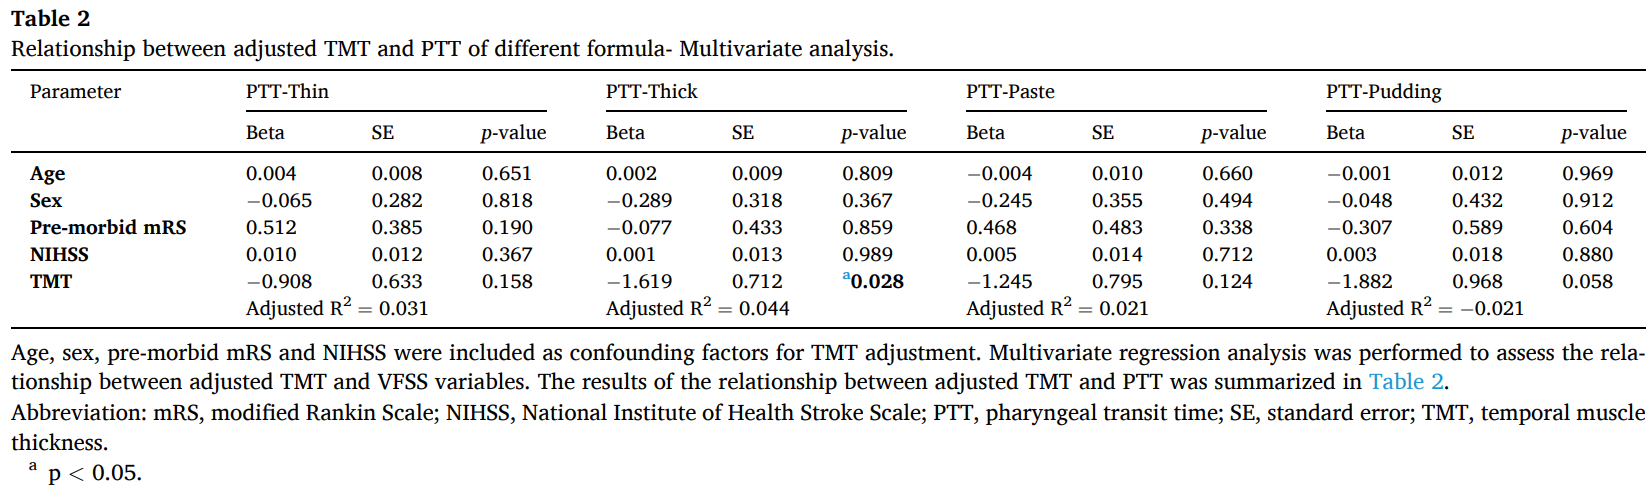 Table 2
Relationship between adjusted TMT and PTT of different formula- Multivariate analysis.
Parameter PTT-Thin PTT-Thick PTT-Paste PTT-Pudding
Beta SE p-value Beta SE p-value Beta SE p-value Beta SE p-value
Age 0.004 0.008 0.651 0.002 0.009 0.809 −0.004 0.010 0.660 −0.001 0.012 0.969
Sex −0.065 0.282 0.818 −0.289 0.318 0.367 −0.245 0.355 0.494 −0.048 0.432 0.912
Pre-morbid mRS 0.512 0.385 0.190 −0.077 0.433 0.859 0.468 0.483 0.338 −0.307 0.589 0.604
NIHSS 0.010 0.012 0.367 0.001 0.013 0.989 0.005 0.014 0.712 0.003 0.018 0.880
TMT −0.908 0.633 0.158 −1.619 0.712 a0.028 −1.245 0.795 0.124 −1.882 0.968 0.058
Adjusted R2 = 0.031 Adjusted R2 = 0.044 Adjusted R2 = 0.021 Adjusted R2 = −0.021
Age, sex, pre-morbid mRS and NIHSS were included as confounding factors for TMT adjustment. Multivariate regression analysis was performed to assess the rela-
tionship between adjusted TMT and VFSS variables. The results of the relationship between adjusted TMT and PTT was summarized in Table 2.
Abbreviation: mRS, modified Rankin Scale; NIHSS, National Institute of Health Stroke Scale; PTT, pharyngeal transit time; SE, standard error; TMT, temporal muscle
thickness.
a p < 0.05.